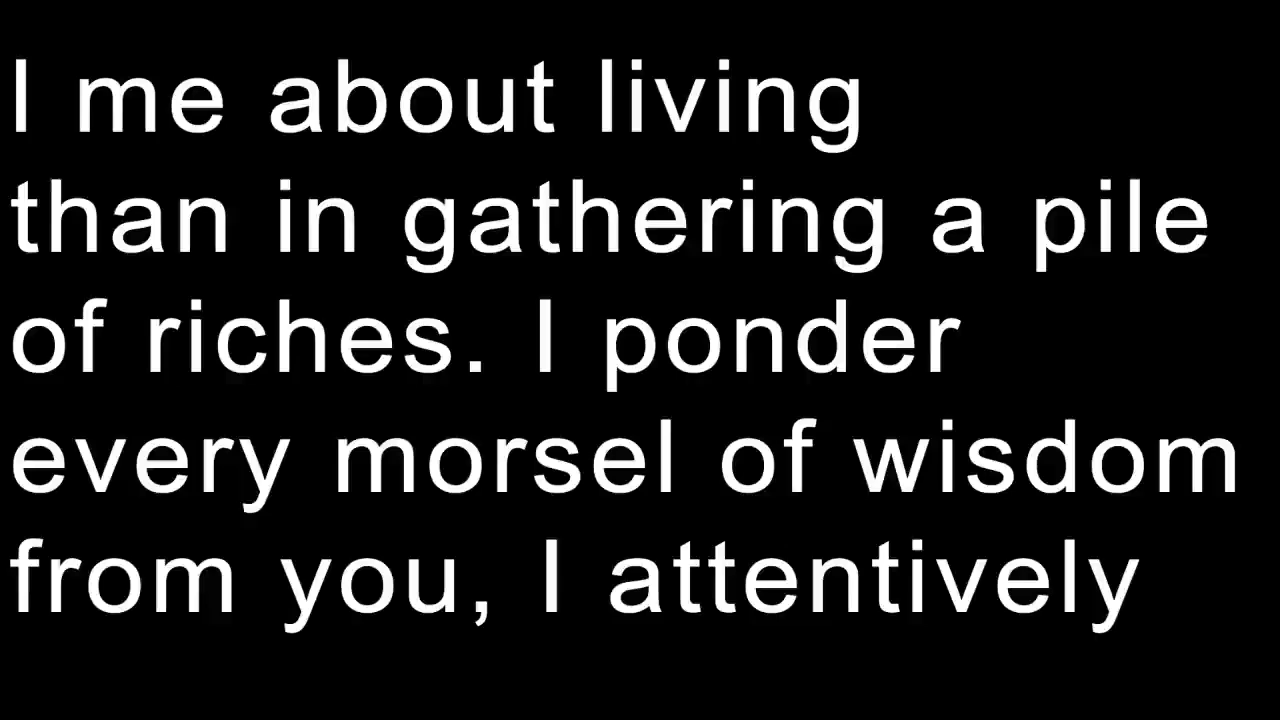 l me about living
than in gathering a pile
of riches. I ponder
every morsel of wisdom
from you, I attentively